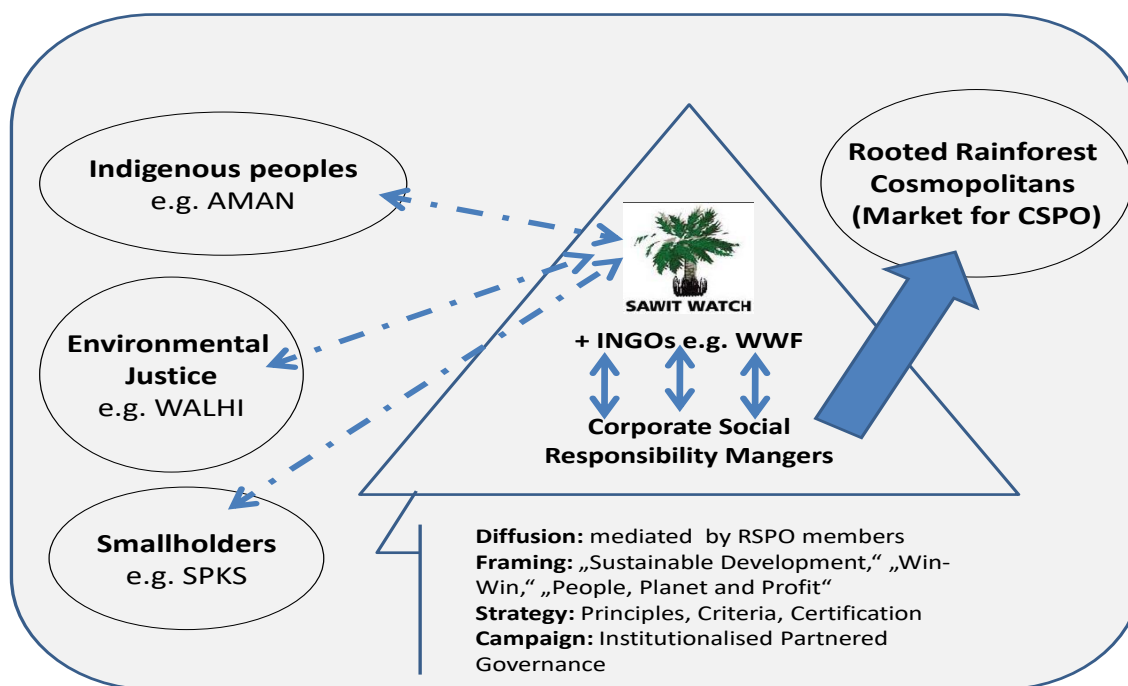 Indigenous peoples
e.g. AMAN
Environmental
Justice
e.g. WALHI
Smallholders
e.g. SPKS
SAWIT WATCH
+ INGOs e.g. WWF
Corporate Social
Responsibility Mangers
Rooted Rainforest
Cosmopolitans
(Market for CSPO)
Diffusion: mediated by RSPO members
Framing: „Sustainable Development,“ „Win-
Win,“ „People, Planet and Profit“
Strategy: Principles, Criteria, Certification
Campaign: Institutionalised Partnered
Governance